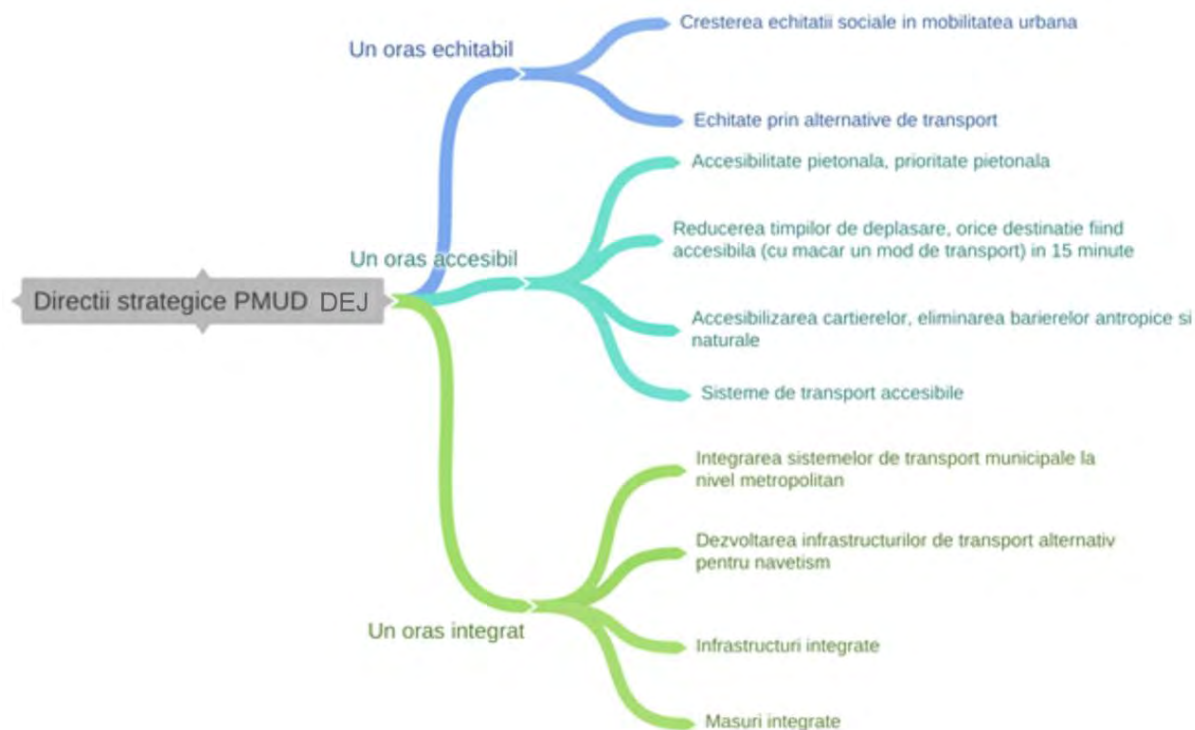 Directii strategice PMUD DEJ
Un oras echitabil
Cresterea echitatii sociale in mobilitatea urbana
Echitate prin alternative de transport
Un oras accesibil
Accesibilitate pietonala, prioritate pietonala
Reducerea timpilor de deplasare, orice destinatie fiind
accesibila (cu macar un mod de transport) in 15 minute
Accesibilizarea cartierelor, eliminarea barierelor antropice si
naturale
Sisteme de transport accesibile
Un oras integrat
Integrarea sistemelor de transport municipale la
nivel metropolitan
Dezvoltarea infrastructurilor de transport alternativ
pentru navetism
Infrastructuri integrate
Masuri integrate